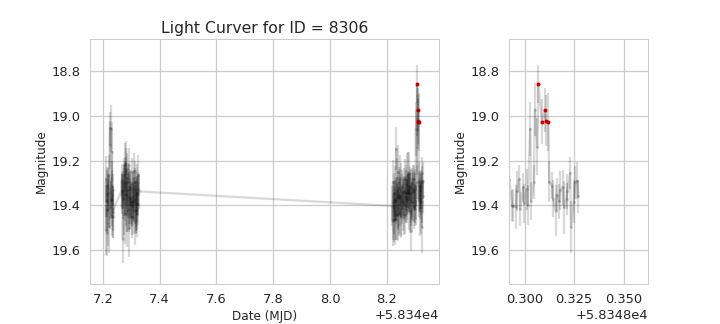 Light Curver for ID = 8306
Magnitude
18.8
19.0
19.2
19.4
19.6
7.2 7.4 7.6 7.8 8.0 8.2
Date (MJD)
+5.834e4
Magnitude
18.8
19.0
19.2
19.4
19.6
0.300 0.325 0.350
+5.8348e4